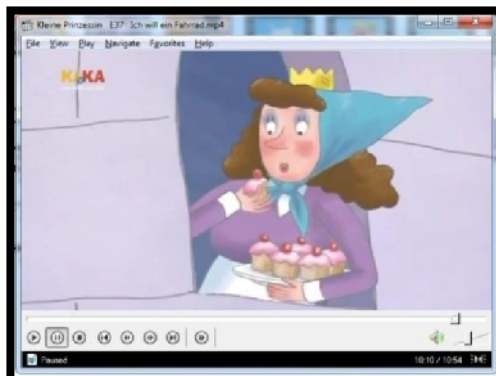 Kleine Prinzessin E37 Ich will ein Fahrrad.mp4
File View Play Navigate Favorites Help
KiKA
Paused
10:10 / 10:54